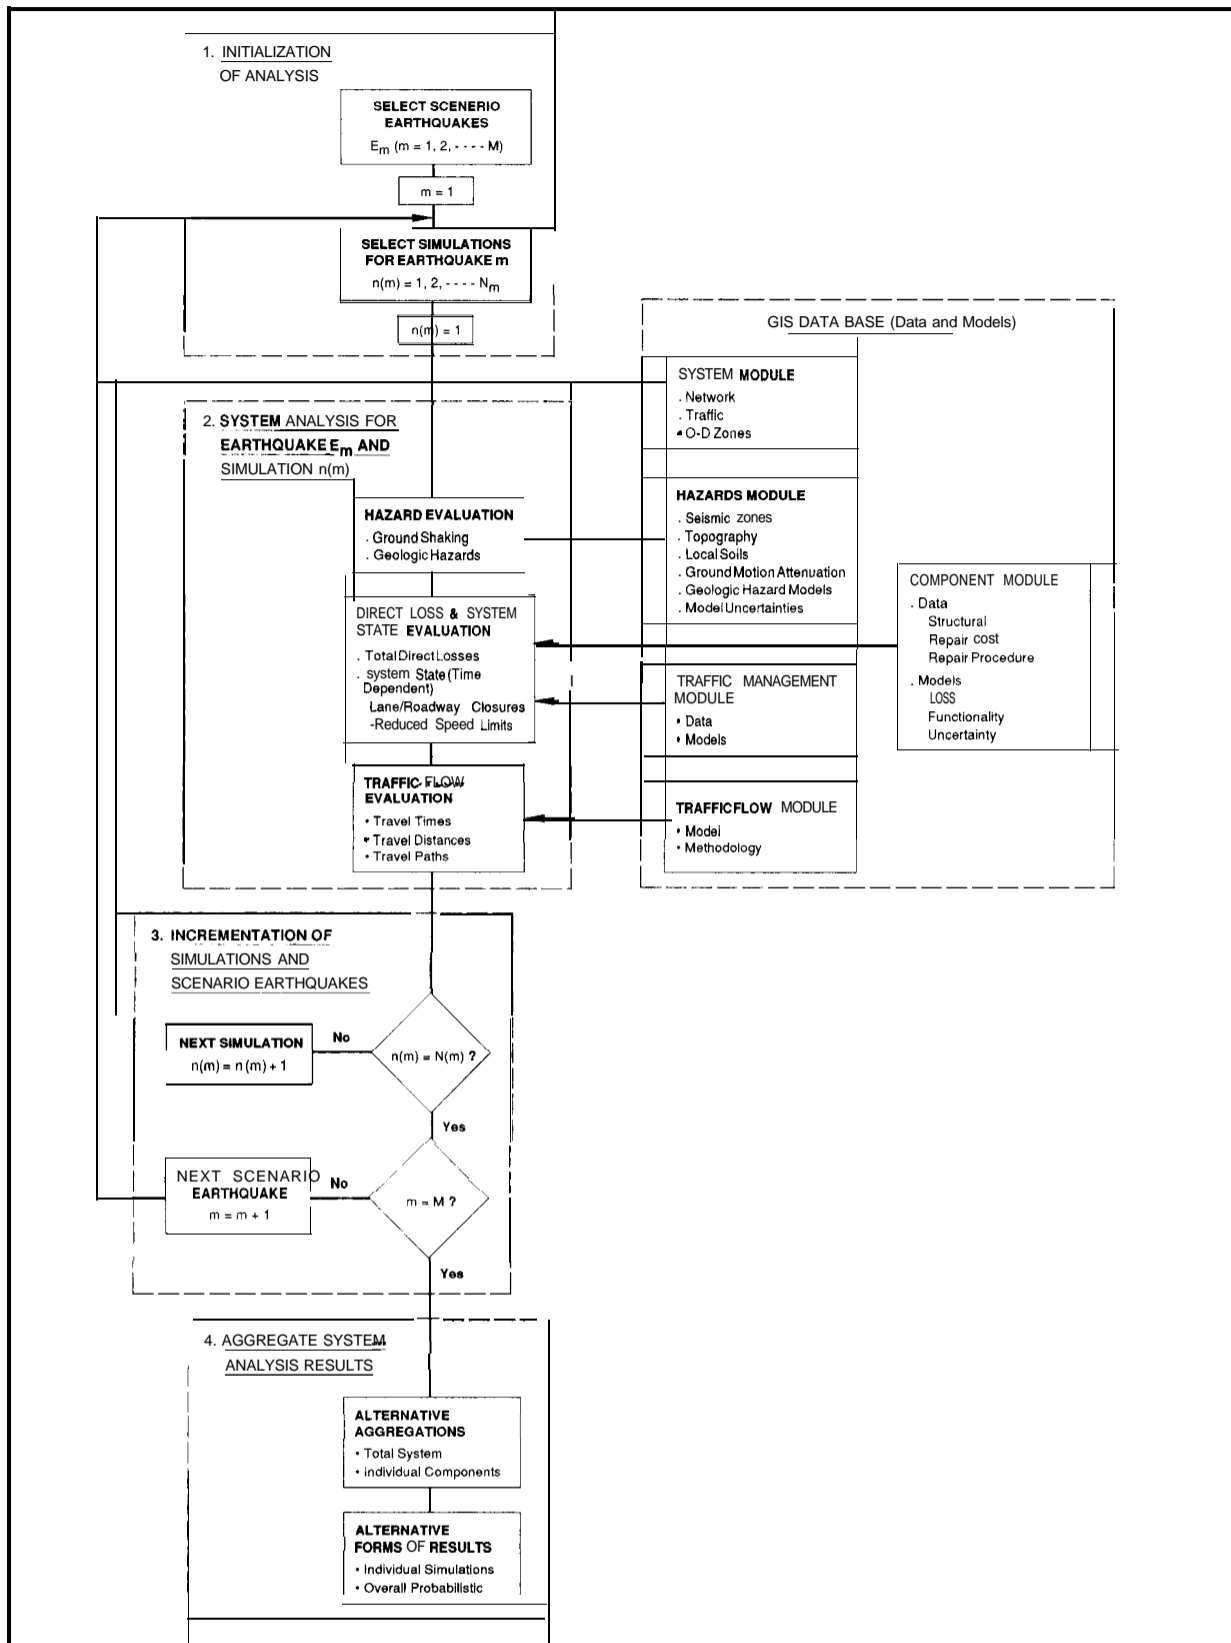 1. INITIALIZATION
OF ANALYSIS
SELECT SCENERIO
EARTHQUAKES
Em (m = 1, 2, - - - - M)
m = 1
SELECT SIMULATIONS
FOR EARTHQUAKE m
n(m) = 1, 2, - - - - Nm
n(m) = 1
GIS DATA BASE (Data and Models)
SYSTEM MODULE
. Network
. Traffic
• O-D Zones
2. SYSTEM ANALYSIS FOR
EARTHQUAKE Em AND
SIMULATION n(m)
HAZARD EVALUATION
. Ground Shaking
. Geologic Hazards
HAZARDS MODULE
. Seismic zones
. Topography
. Local Soils
. Ground Motion Attenuation
. Geologic Hazard Models
. Model Uncertainties
COMPONENT MODULE
. Data
Structural
Repair cost
Repair Procedure
. Models
LOSS
Functionality
Uncertainty
DIRECT LOSS & SYSTEM
STATE EVALUATION
. Total Direct Losses
. system State (Time
Dependent)
Lane/Roadway Closures
-Reduced Speed Limits
TRAFFIC MANAGEMENT
MODULE
• Data
• Models
TRAFFIC FLOW
EVALUATION
• Travel Times
• Travel Distances
• Travel Paths
TRAFFICFLOW MODULE
• Model
• Methodology
3. INCREMENTATION OF
SIMULATIONS AND
SCENARIO EARTHQUAKES
NEXT SIMULATION
n(m) = n (m) + 1
No
n(m) = N(m) ?
Yes
NEXT SCENARIO
EARTHQUAKE
m = m + 1
No
m = M ?
Yes
4. AGGREGATE SYSTEM
ANALYSIS RESULTS
ALTERNATIVE
AGGREGATIONS
• Total System
• Individual Components
ALTERNATIVE
FORMS OF RESULTS
• Individual Simulations
• Overall Probabilistic